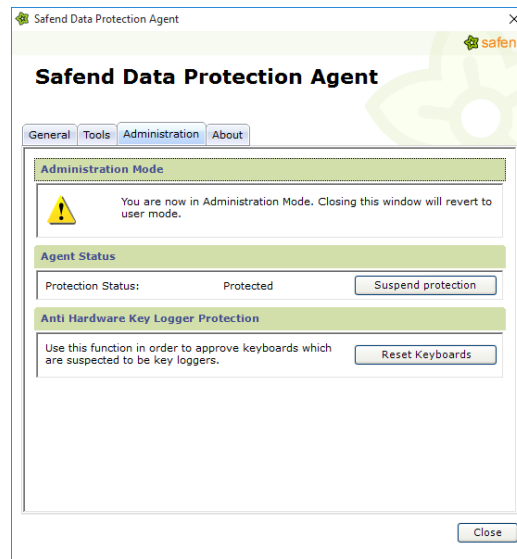 Safend Data Protection Agent
safen
Safend Data Protection Agent
General Tools Administration About
Administration Mode
You are now in Administration Mode. Closing this window will revert to
user mode.
Agent Status
Protection Status: Protected Suspend protection
Anti Hardware Key Logger Protection
Use this function in order to approve keyboards which
are suspected to be key loggers.
Reset Keyboards
Close